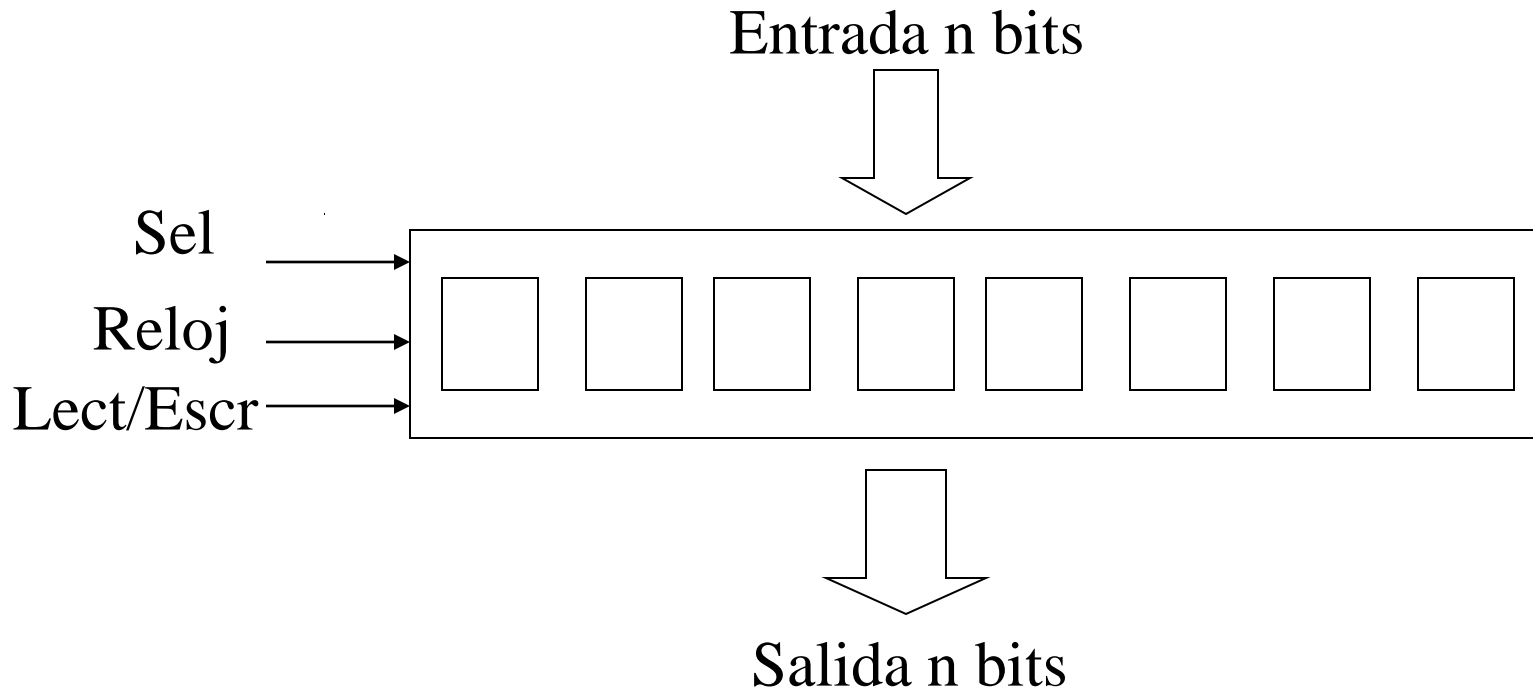 Entrada n bits
Sel
Reloj
Lect/Escr
Salida n bits